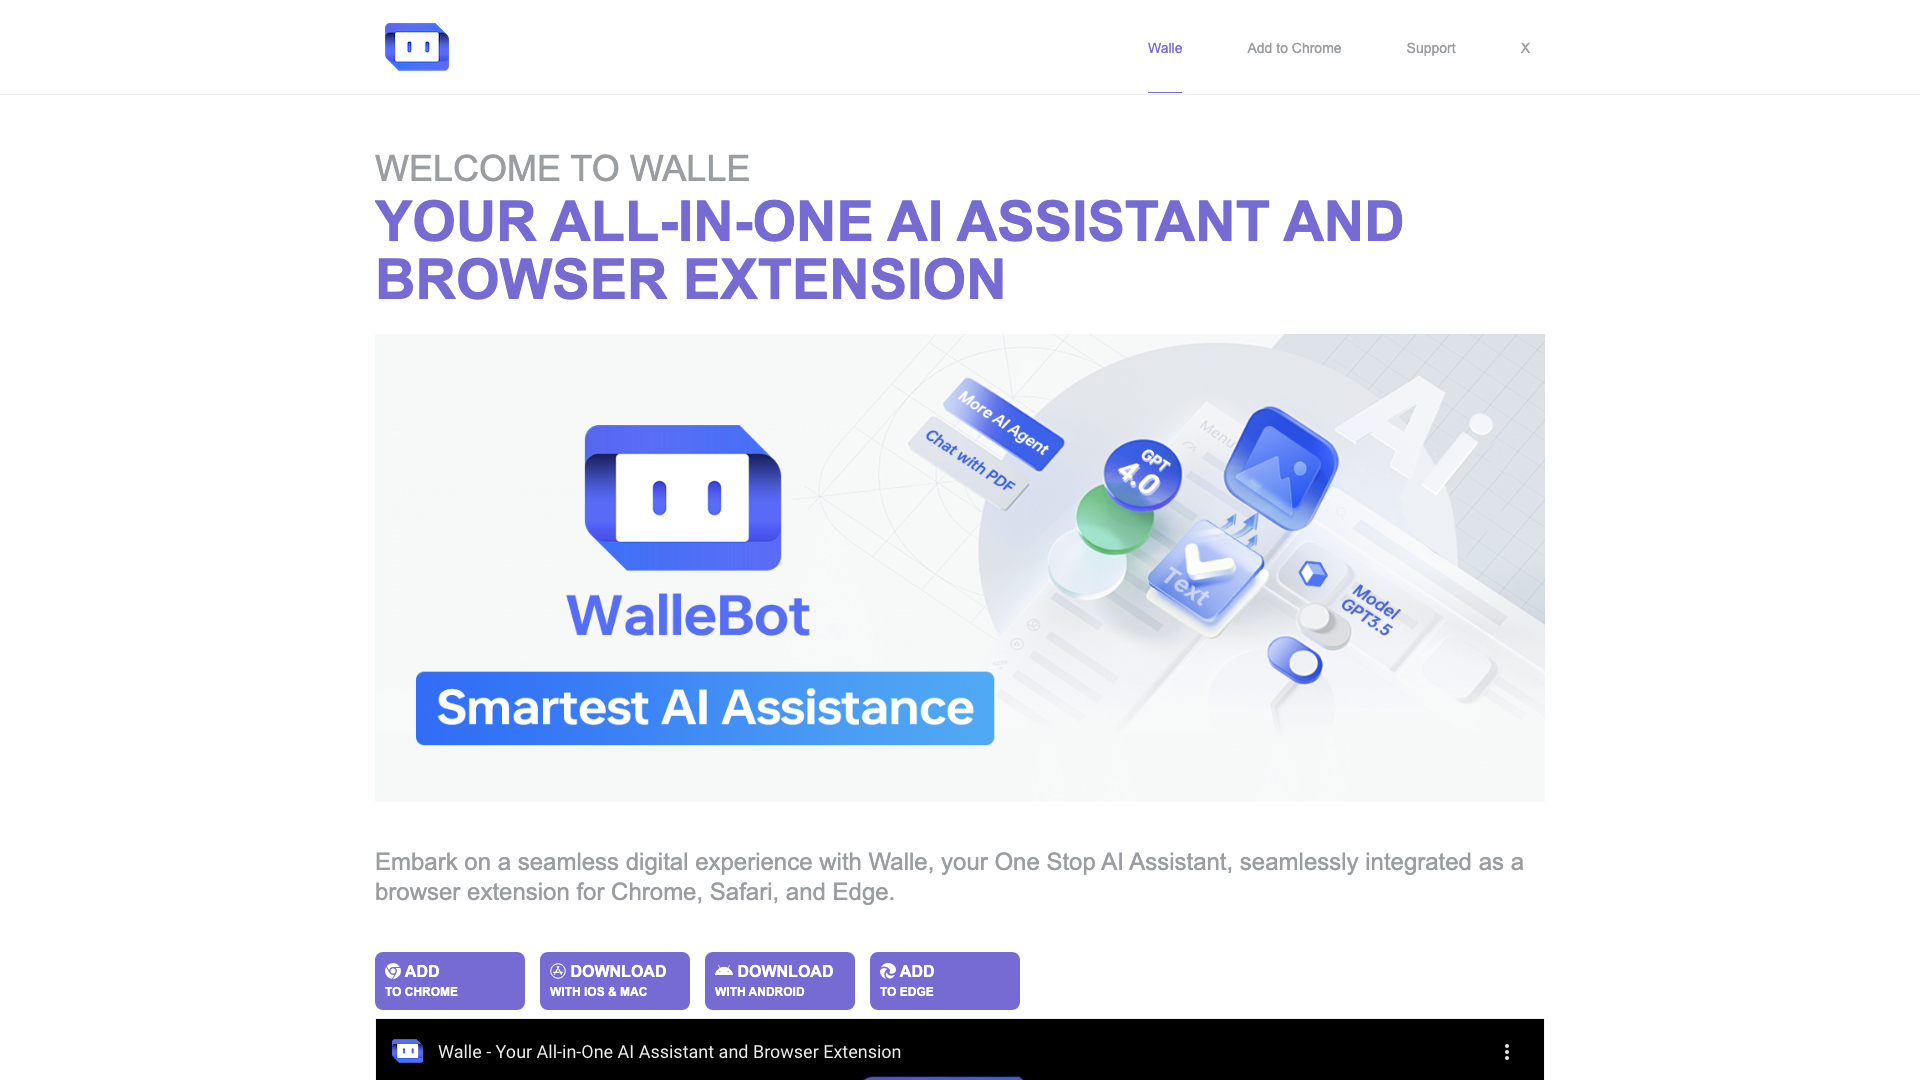 Walle
Add to Chrome
Support
X
WELCOME TO WALLE
YOUR ALL-IN-ONE AI ASSISTANT AND
BROWSER EXTENSION
More AI Agent
Chat with PDF
GPT
4.0
Menu
Ai
Text
Model
GPT3.5
WalleBot
Smartest AI Assistance
Embark on a seamless digital experience with Walle, your One Stop AI Assistant, seamlessly integrated as a
browser extension for Chrome, Safari, and Edge.
ADD
TO CHROME
DOWNLOAD
WITH IOS & MAC
DOWNLOAD
WITH ANDROID
ADD
TO EDGE
Walle - Your All-in-One AI Assistant and Browser Extension